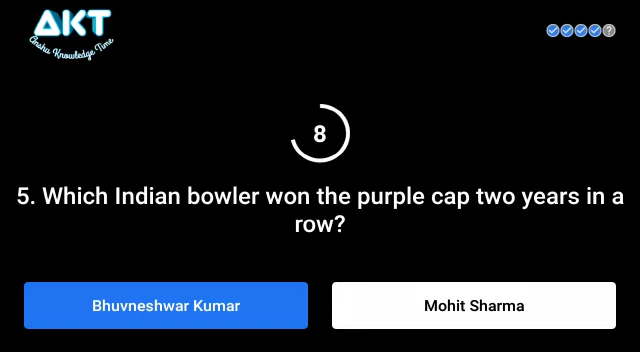 AKT
Anshu Knowledge Time
?
8
5. Which Indian bowler won the purple cap two years in a
row?
Bhuvneshwar Kumar
Mohit Sharma